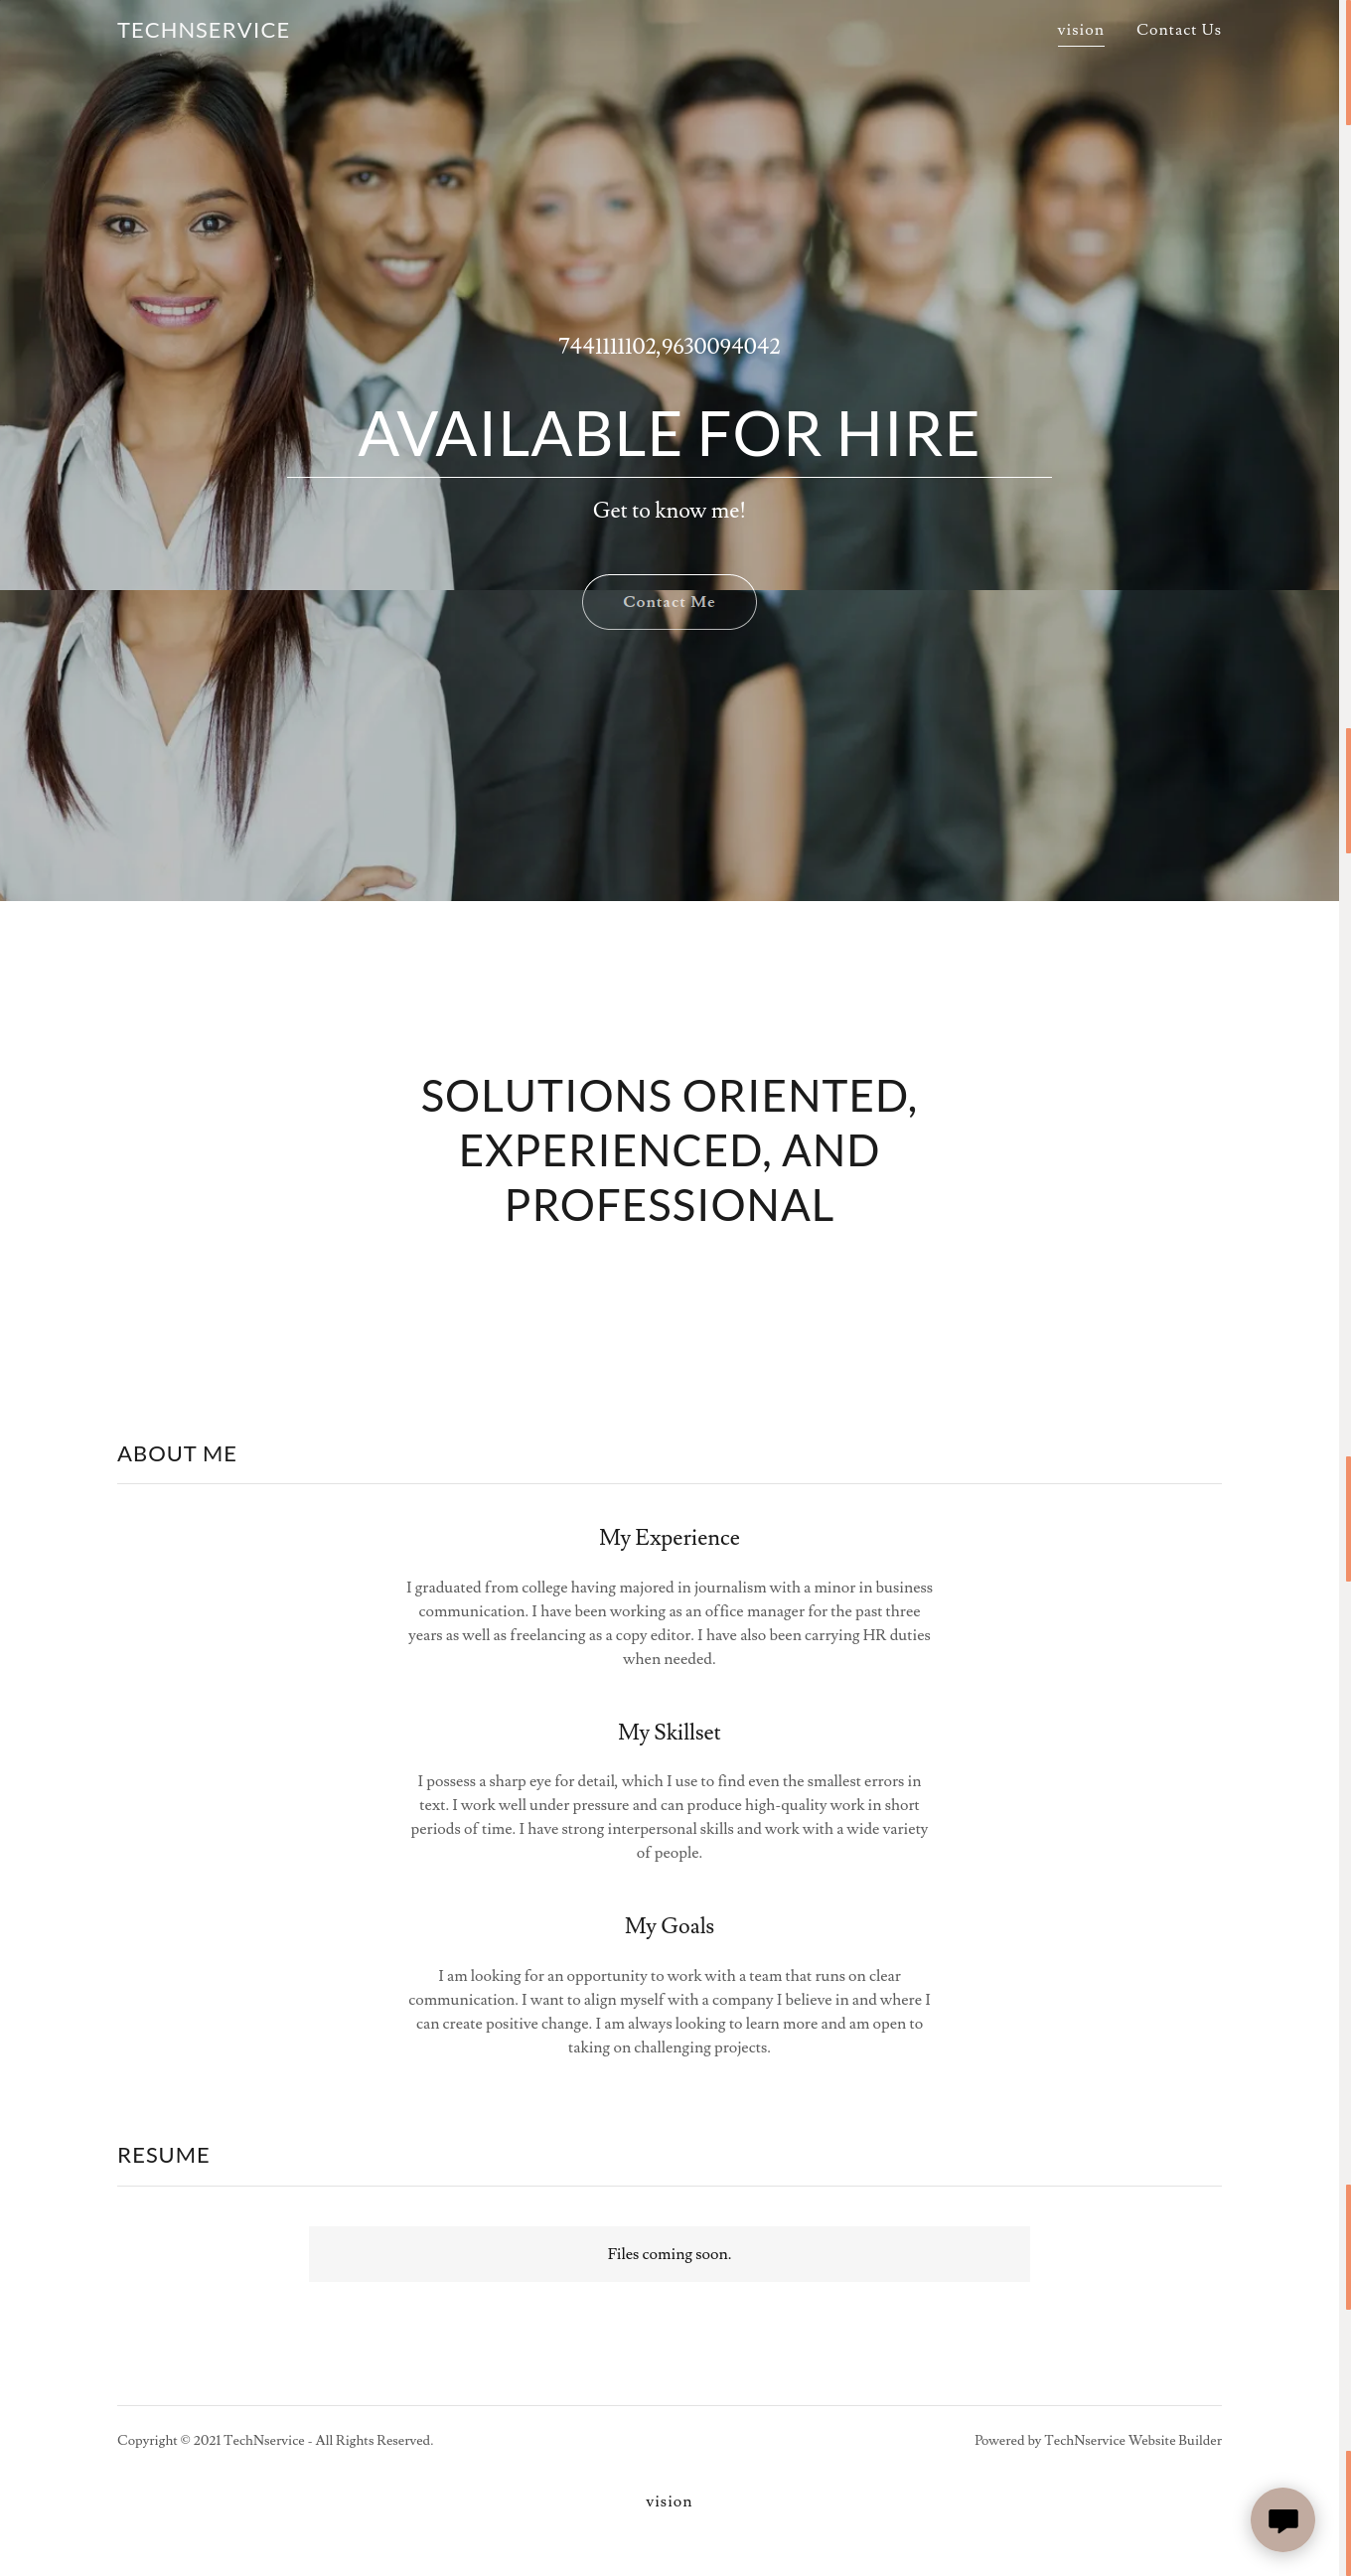 TECHNSERVICE
vision
Contact Us
7441111102,9630094042
AVAILABLE FOR HIRE
Get to know me!
Contact Me
SOLUTIONS ORIENTED,
EXPERIENCED, AND
PROFESSIONAL
ABOUT ME
My Experience
I graduated from college having majored in journalism with a minor in business
communication. I have been working as an office manager for the past three
years as well as freelancing as a copy editor. I have also been carrying HR duties
when needed.
My Skillset
I possess a sharp eye for detail, which I use to find even the smallest errors in
text. I work well under pressure and can produce high-quality work in short
periods of time. I have strong interpersonal skills and work with a wide variety
of people.
My Goals
I am looking for an opportunity to work with a team that runs on clear
communication. I want to align myself with a company I believe in and where I
can create positive change. I am always looking to learn more and am open to
taking on challenging projects.
RESUME
Files coming soon.
Copyright © 2021 TechNservice - All Rights Reserved.
Powered by TechNservice Website Builder
vision